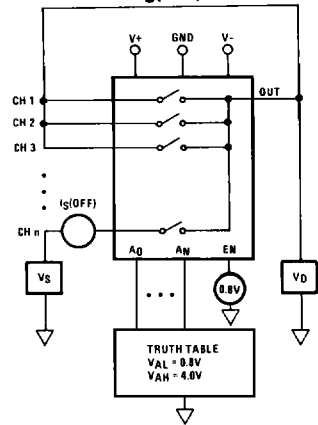 V+ GND V-
CH 1
OUT
CH 2
CH 3
IS(OFF)
CH n
A0 AN EN
VS
0.8V
VD
TRUTH TABLE
VAL = 0.8V
VAH = 4.0V